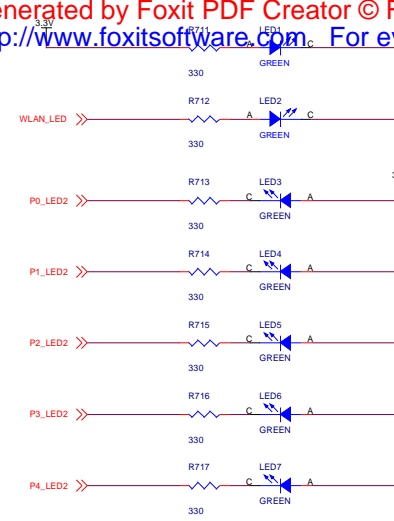 enerated by Foxit PDF Creator © F
p://www.foxitsoftware.com For ev
3.3V
R711 LED1
A C
330 GREEN
R712 LED2
WLAN_LED A C
330 GREEN
R713 LED3
P0_LED2 C A
330 GREEN
R714 LED4
P1_LED2 C A
330 GREEN
R715 LED5
P2_LED2 C A
330 GREEN
R716 LED6
P3_LED2 C A
330 GREEN
R717 LED7
P4_LED2 C A
330 GREEN